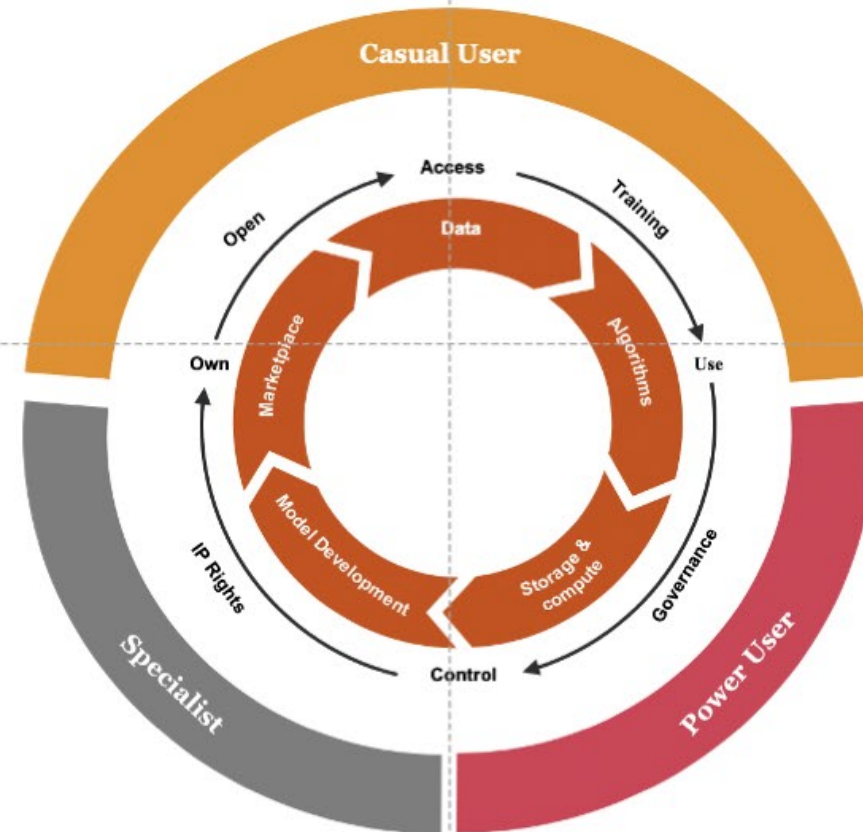 Casual User
Access
Open
Training
Data
Marketplace
Algorithms
Own
Use
Model Development
Storage &
compute
IP Rights
Governance
Control
Specialist
Power User